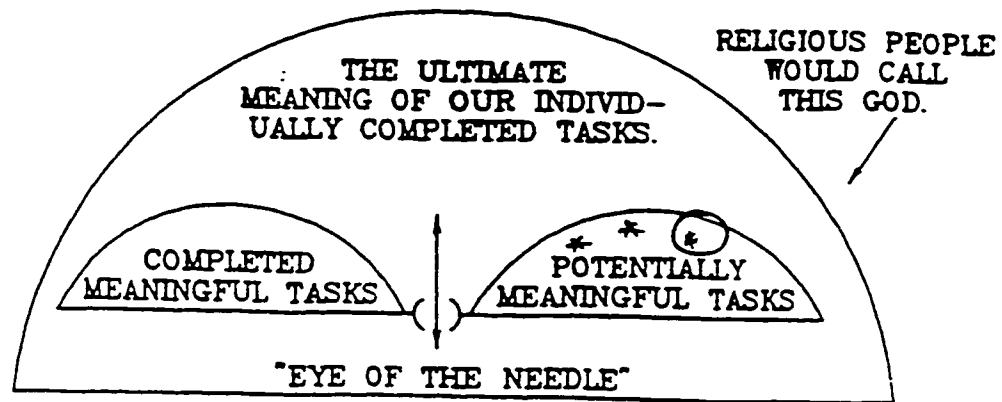 RELIGIOUS PEOPLE
WOULD CALL
THIS GOD.
THE ULTIMATE
MEANING OF OUR INDIVID-
UALLY COMPLETED TASKS.
COMPLETED
MEANINGFUL TASKS
POTENTIALLY
MEANINGFUL TASKS
"EYE OF THE NEEDLE"